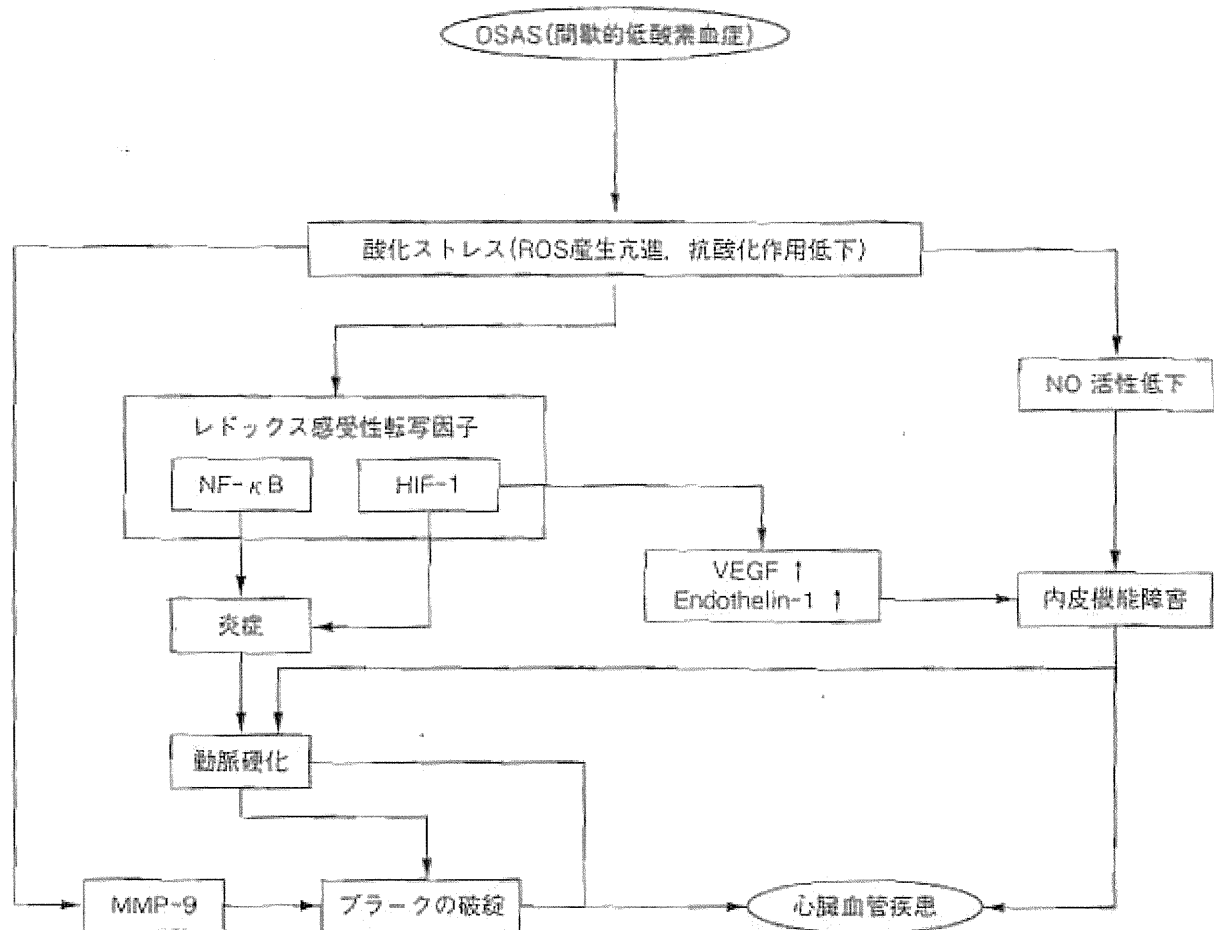 OSAS(間歇的低酸素血症)
酸化ストレス(ROS産生亢進，抗酸化作用低下)
NO 活性低下
レドックス感受性転写因子
NF-κB
HIF-1
VEGF ↑
Endothelin-1 ↑
内皮機能障害
炎症
動脈硬化
MMP-9
プラークの破綻
心臓血管疾患